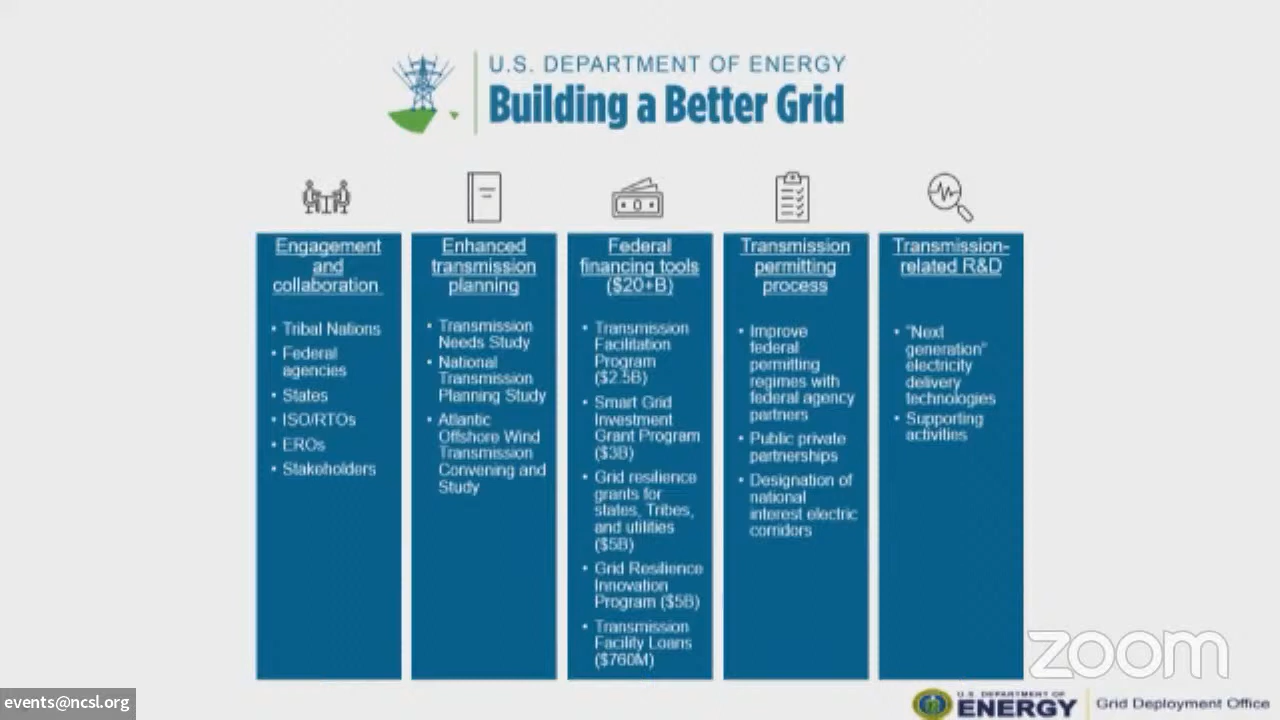 U.S. DEPARTMENT OF ENERGY
Building a Better Grid
Engagement
and
collaboration
• Tribal Nations
• Federal
agencies
• States
• ISO/RTOs
• EROs
• Stakeholders
Enhanced
transmission
planning
• Transmission
Needs Study
• National
Transmission
Planning Study
• Atlantic
Offshore Wind
Transmission
Convening and
Study
Federal
financing tools
($20+B)
• Transmission
Facilitation
Program
($2.5B)
• Smart Grid
Investment
Grant Program
($3B)
• Grid resilience
grants for
states, Tribes,
and utilities
($5B)
• Grid Resilience
Innovation
Program ($5B)
• Transmission
Facility Loans
($760M)
Transmission
permitting
process
• Improve
federal
permitting
regimes with
federal agency
partners
• Public private
partnerships
• Designation of
national
interest electric
corridors
Transmission-
related R&D
• "Next
generation"
electricity
delivery
technologies
• Supporting
activities
zoom
events@ncsl.org
U.S. DEPARTMENT OF
ENERGY
Grid Deployment Office